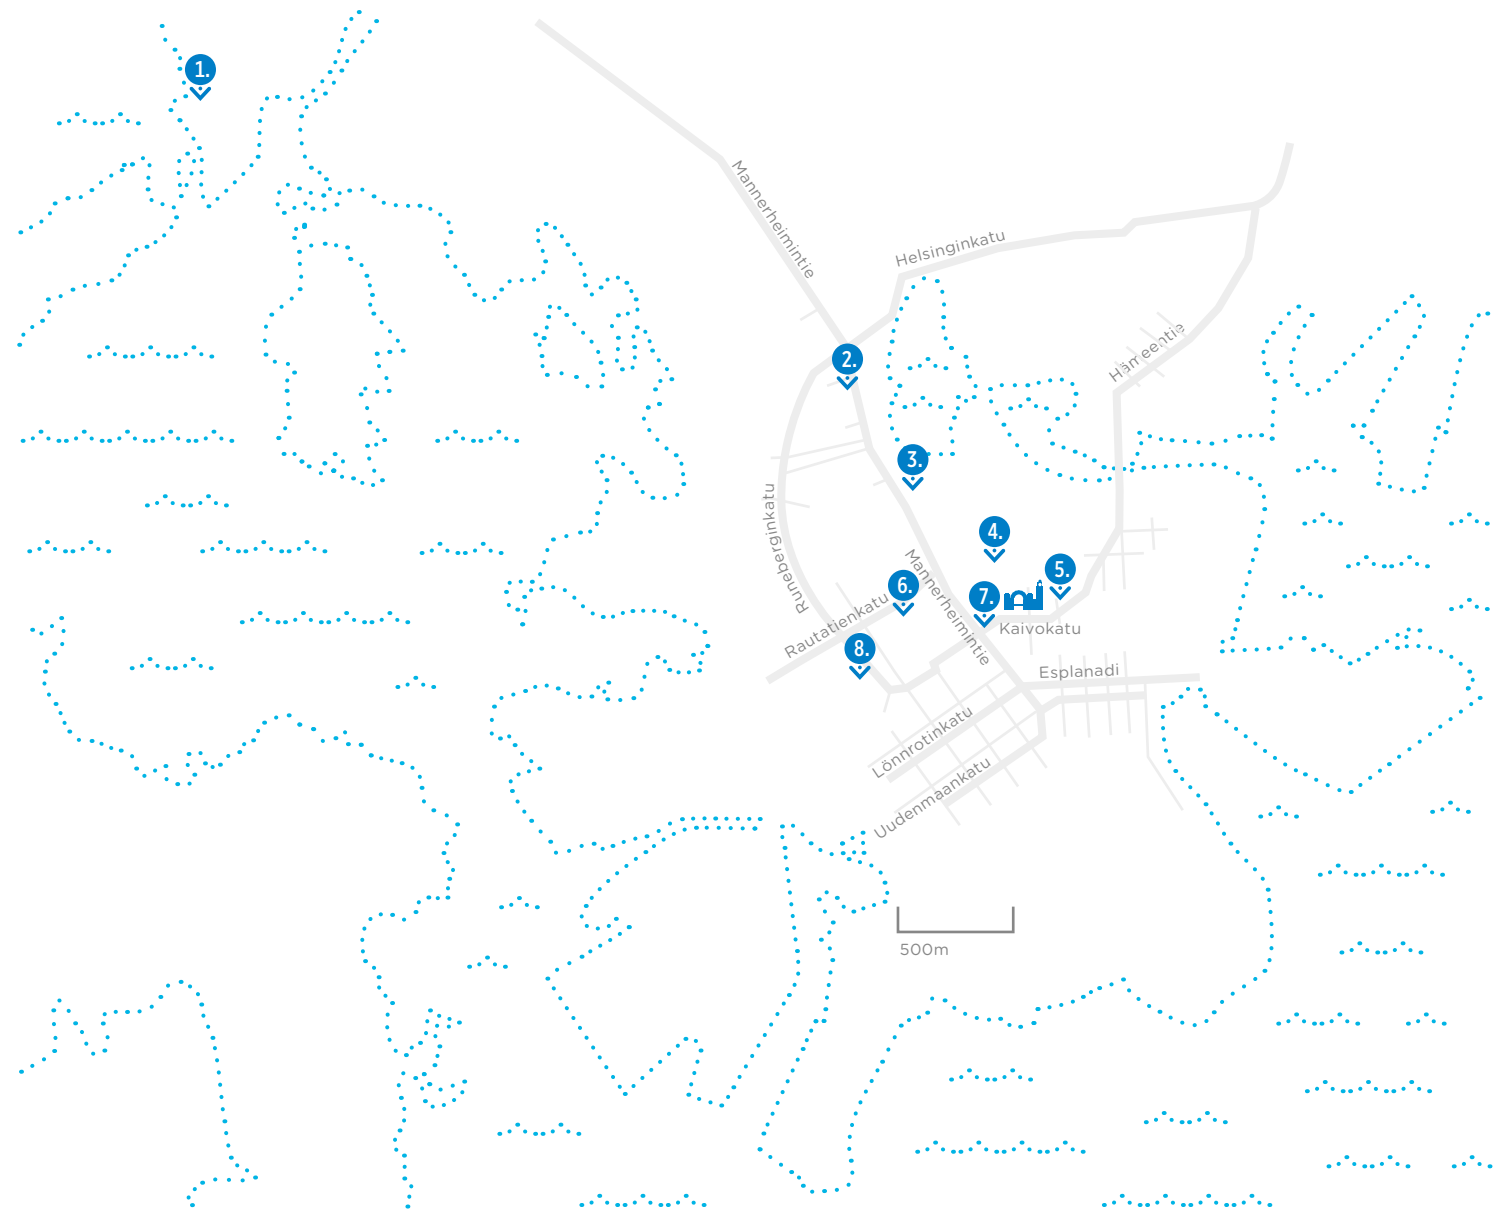 1.
Mannerheimintie
Helsinginkatu
Hämeentie
2.
3.
Runeberginkatu
4.
Mannerheimintie
5.
6.
7.
Rautatienkatu
Kaivokatu
8.
Esplanadi
Lönnrotinkatu
Uudenmaankatu
500m